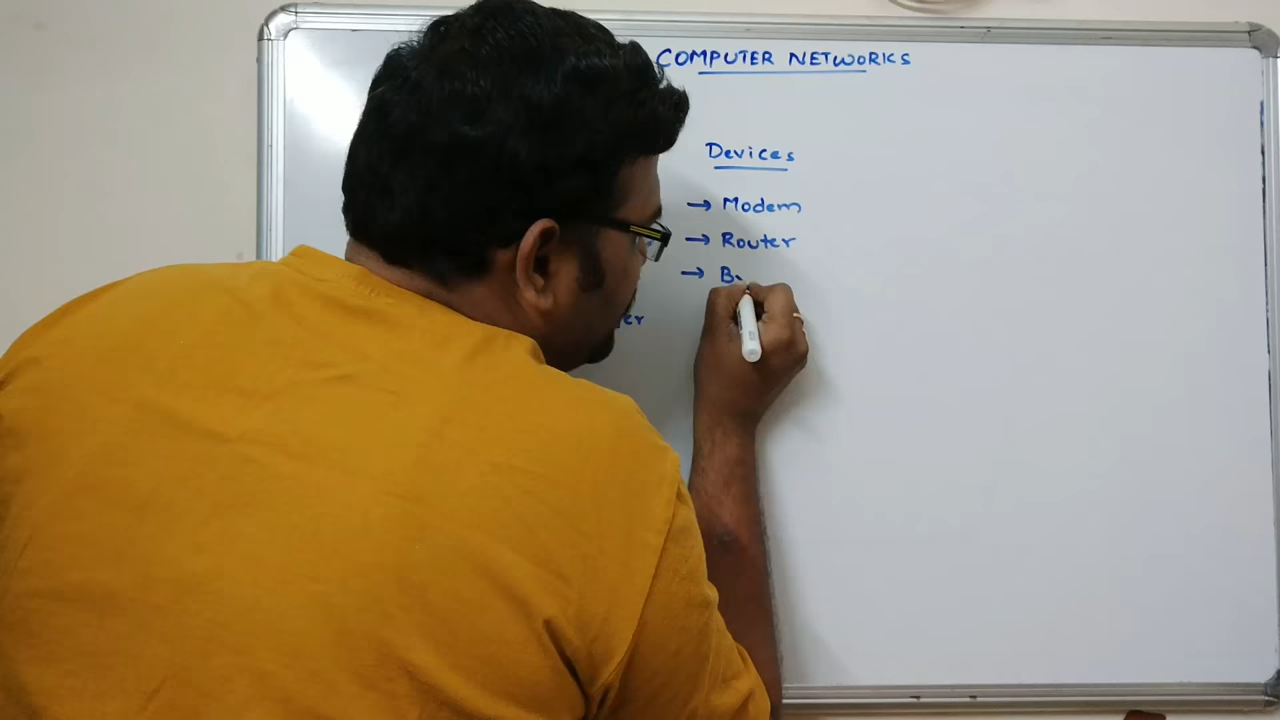 COMPUTER NETWORKS
Devices
→ Modem
→ Router